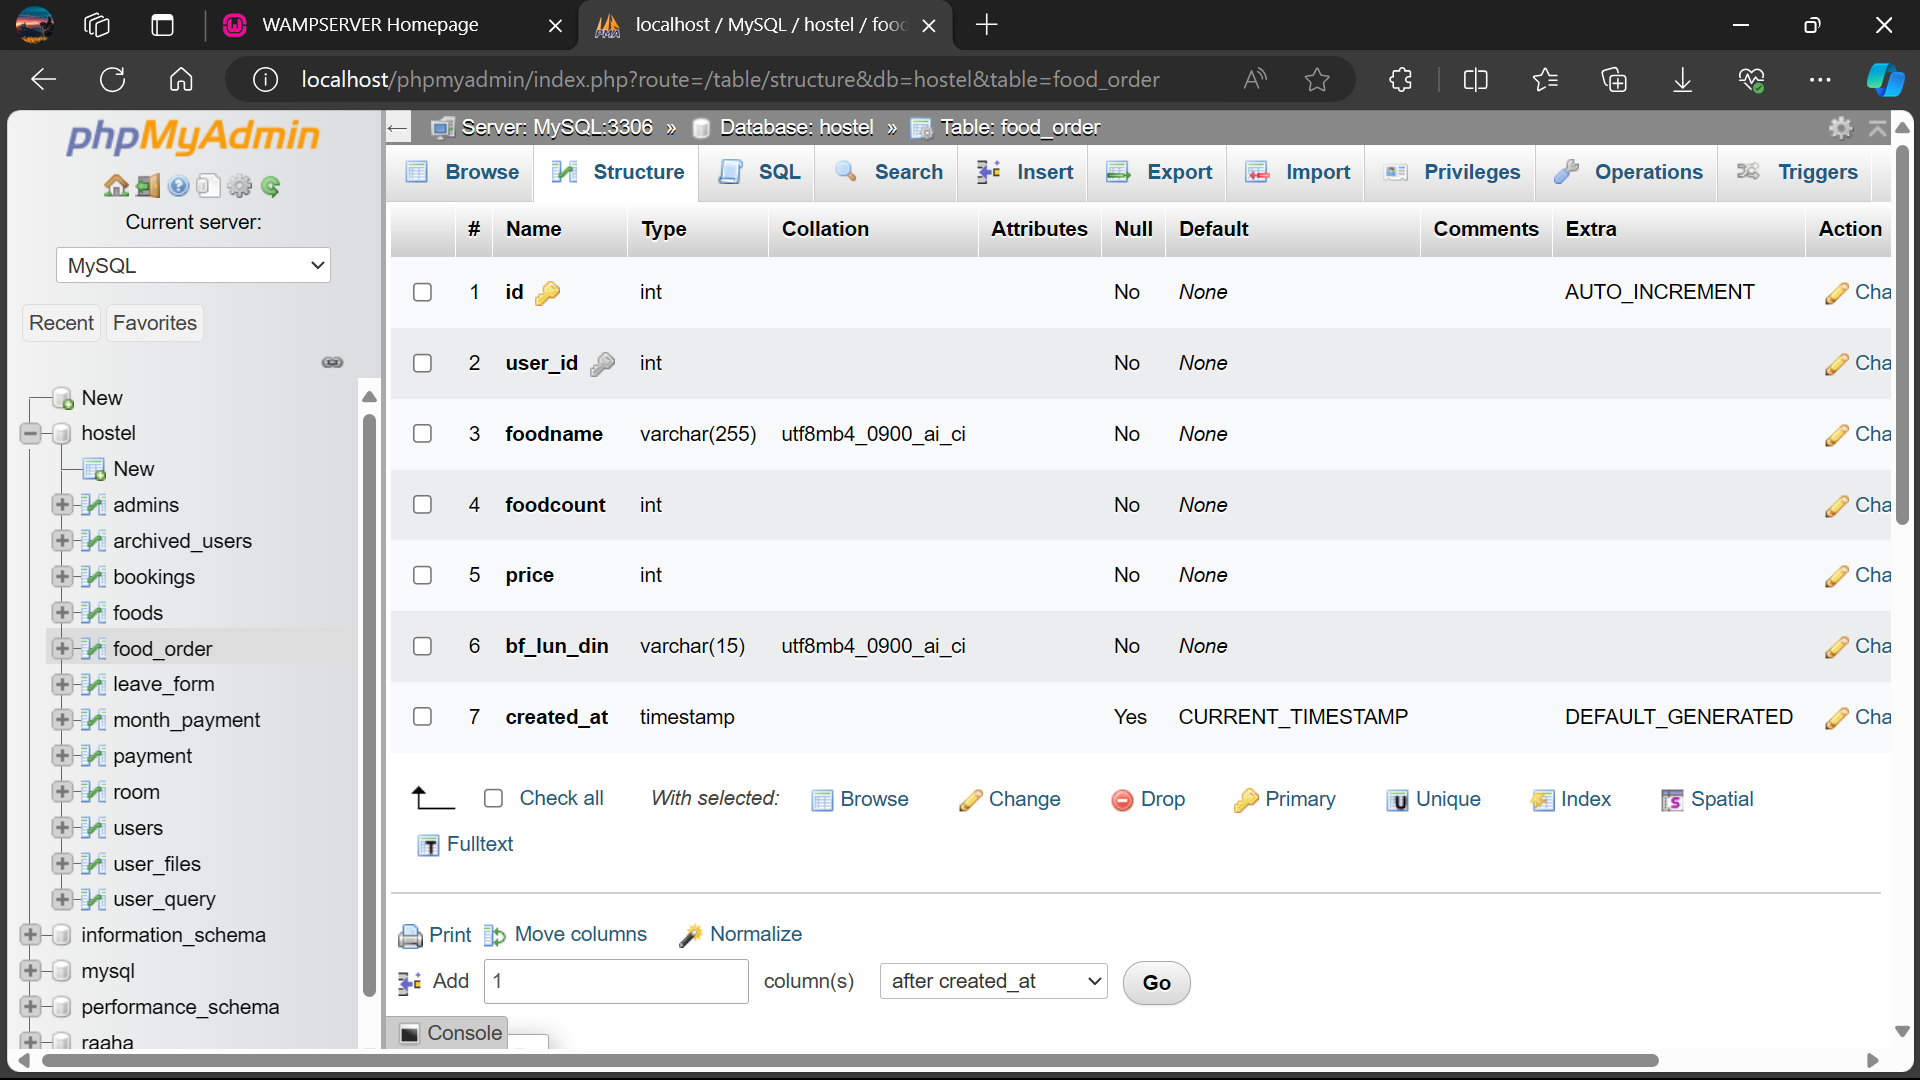 WAMPSERVER Homepage
localhost / MySQL / hostel / food
localhost/phpmyadmin/index.php?route=/table/structure&db=hostel&table=food_order
phpMyAdmin
Current server:
MySQL
Recent Favorites
New
hostel
New
admins
archived_users
bookings
foods
food_order
leave_form
month_payment
payment
room
users
user_files
user_query
information_schema
mysql
performance_schema
raaha
Server: MySQL:3306 » Database: hostel » Table: food_order
Browse Structure SQL Search Insert Export Import Privileges Operations Triggers
# Name Type Collation Attributes Null Default Comments Extra Action
1 id int No None AUTO_INCREMENT Cha
2 user_id int No None Cha
3 foodname varchar(255) utf8mb4_0900_ai_ci No None Cha
4 foodcount int No None Cha
5 price int No None Cha
6 bf_lun_din varchar(15) utf8mb4_0900_ai_ci No None Cha
7 created_at timestamp Yes CURRENT_TIMESTAMP DEFAULT_GENERATED Cha
Check all With selected: Browse Change Drop Primary Unique Index Spatial
Fulltext
Print Move columns Normalize
Add 1 column(s) after created_at Go
Console